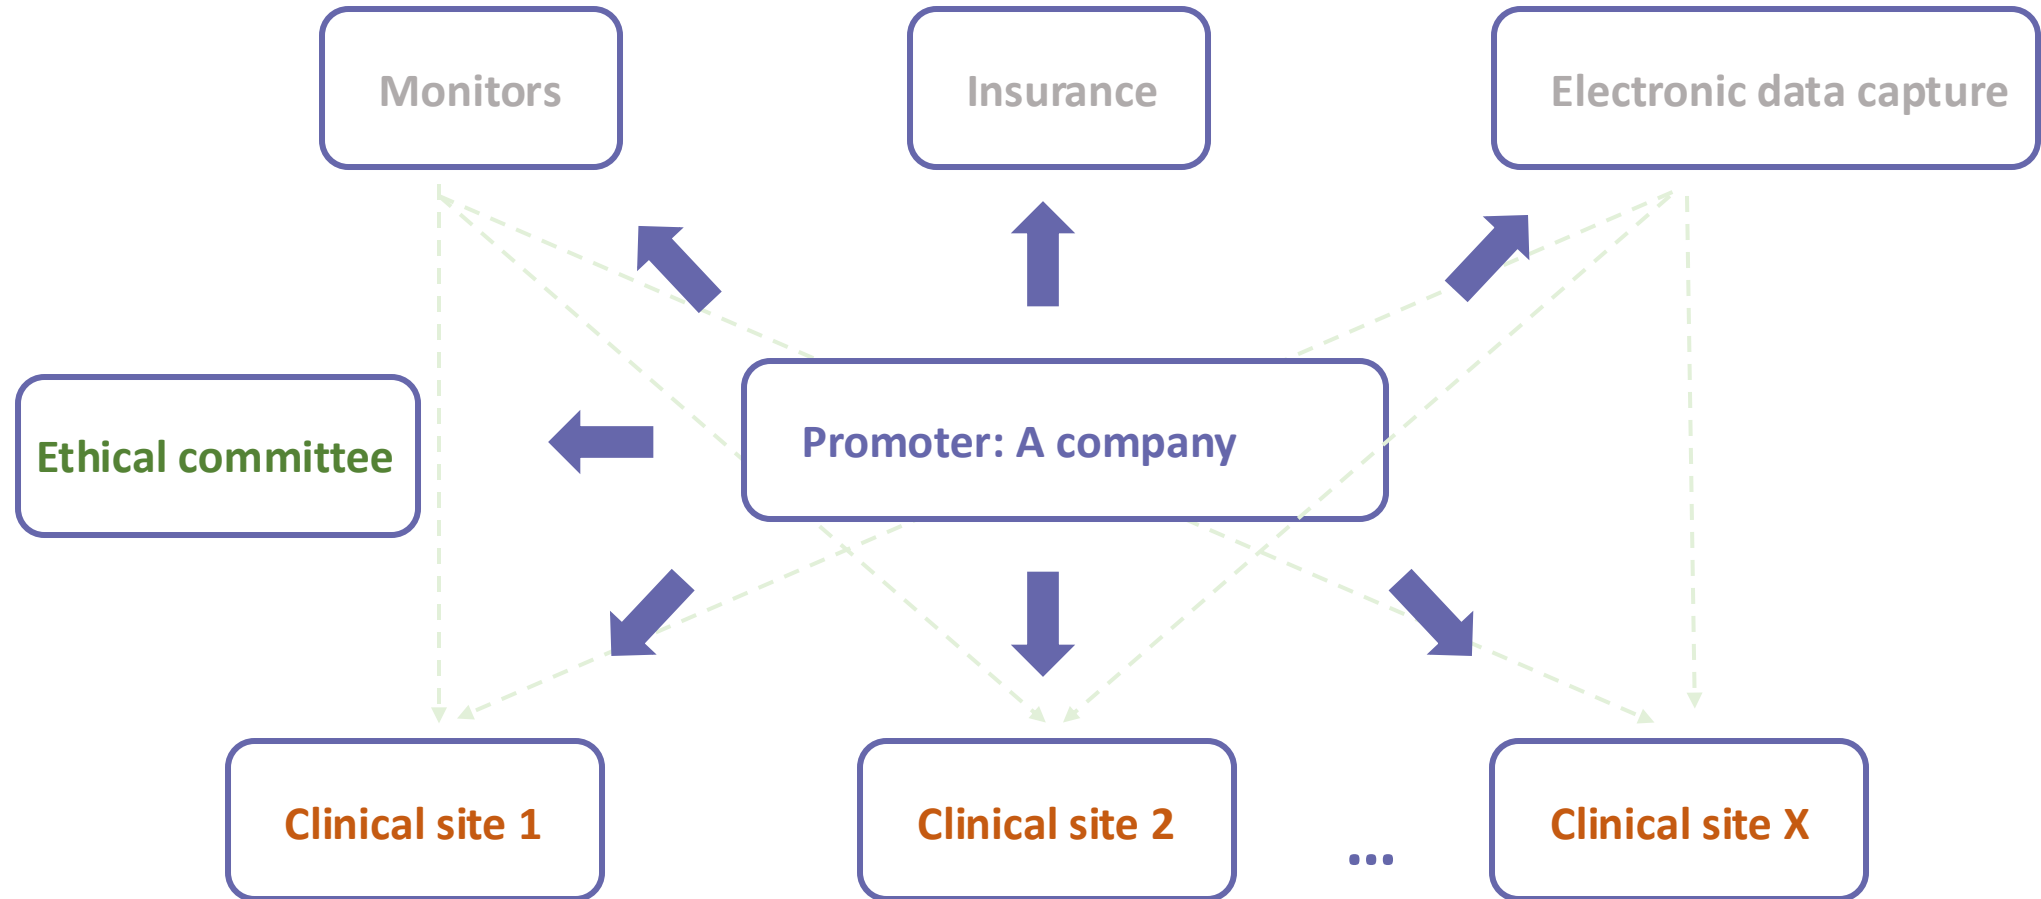 Monitors
Insurance
Electronic data capture
Ethical committee
Promoter: A company
Clinical site 1
Clinical site 2
...
Clinical site X